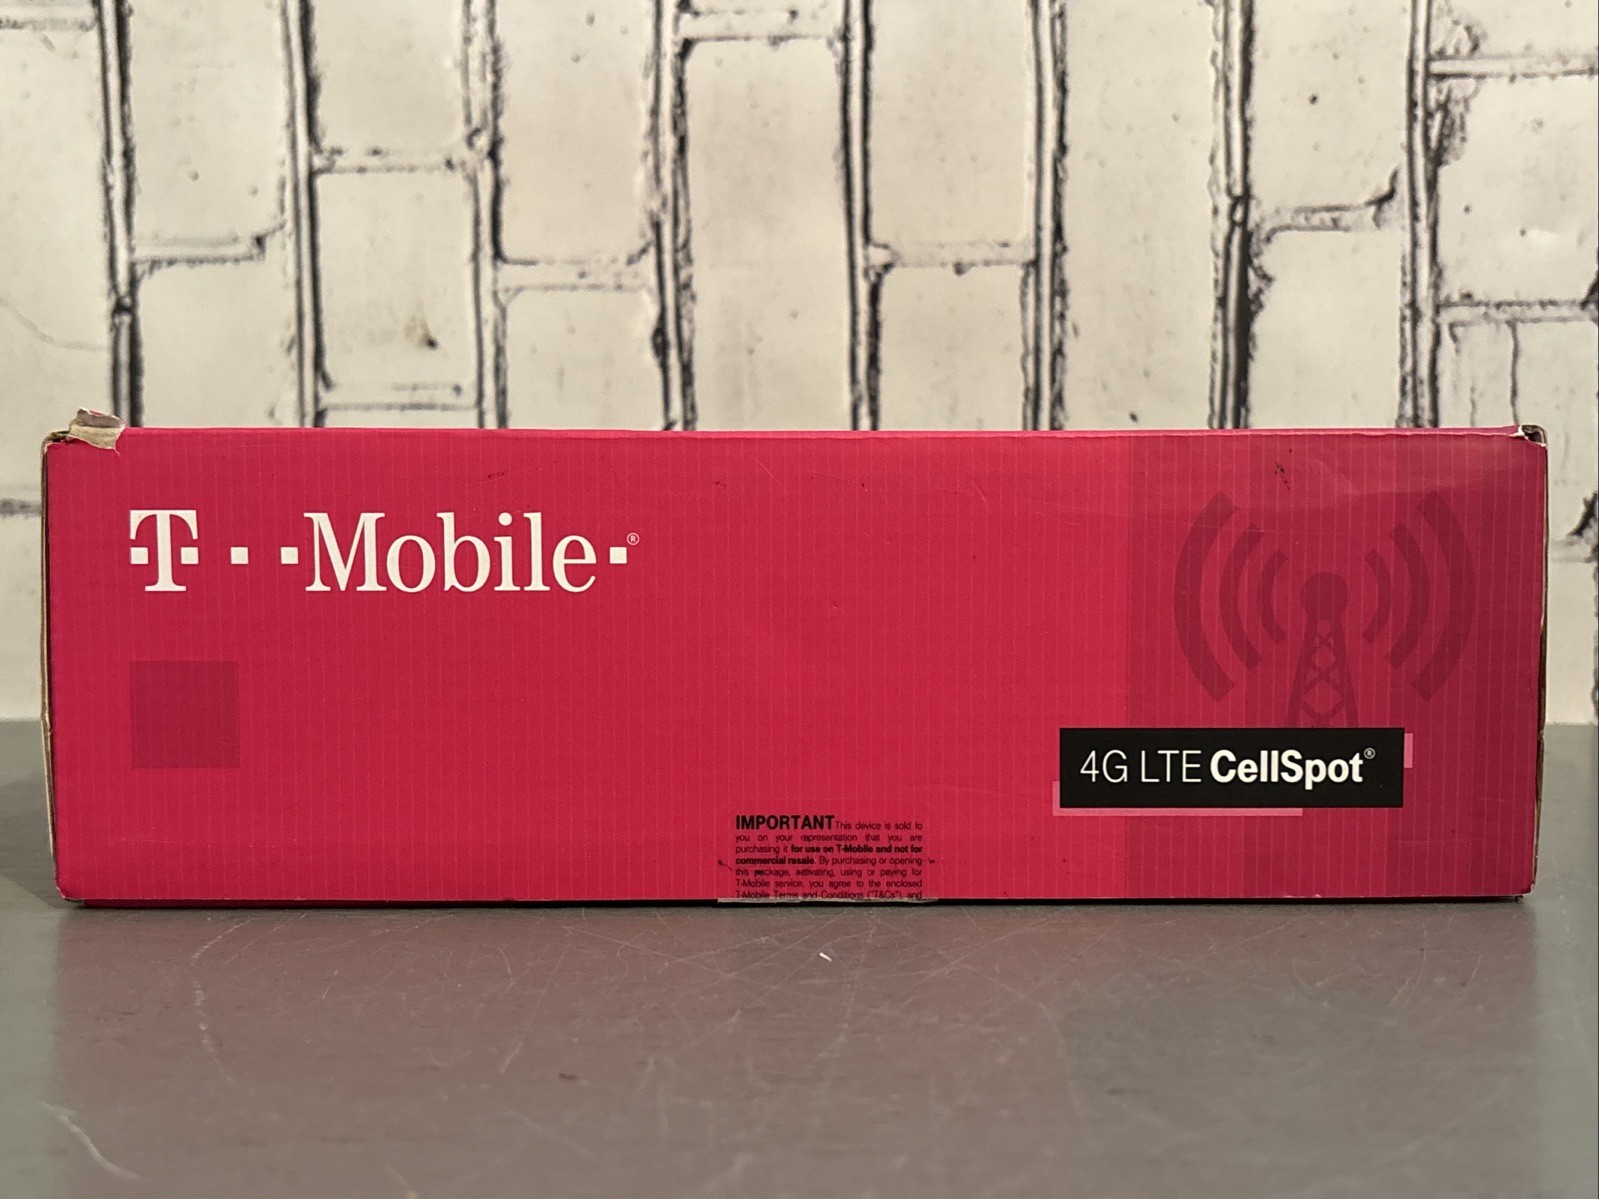 T··Mobile·®
4G LTE CellSpot®
IMPORTANT This device is sold to
you on your representation that you are
purchasing it for use on T-Mobile and not for
commercial resale. By purchasing or opening
this package, activating, using or paying for
T-Mobile service, you agree to the enclosed
T-Mobile Terms and Conditions ("T&Cs") and